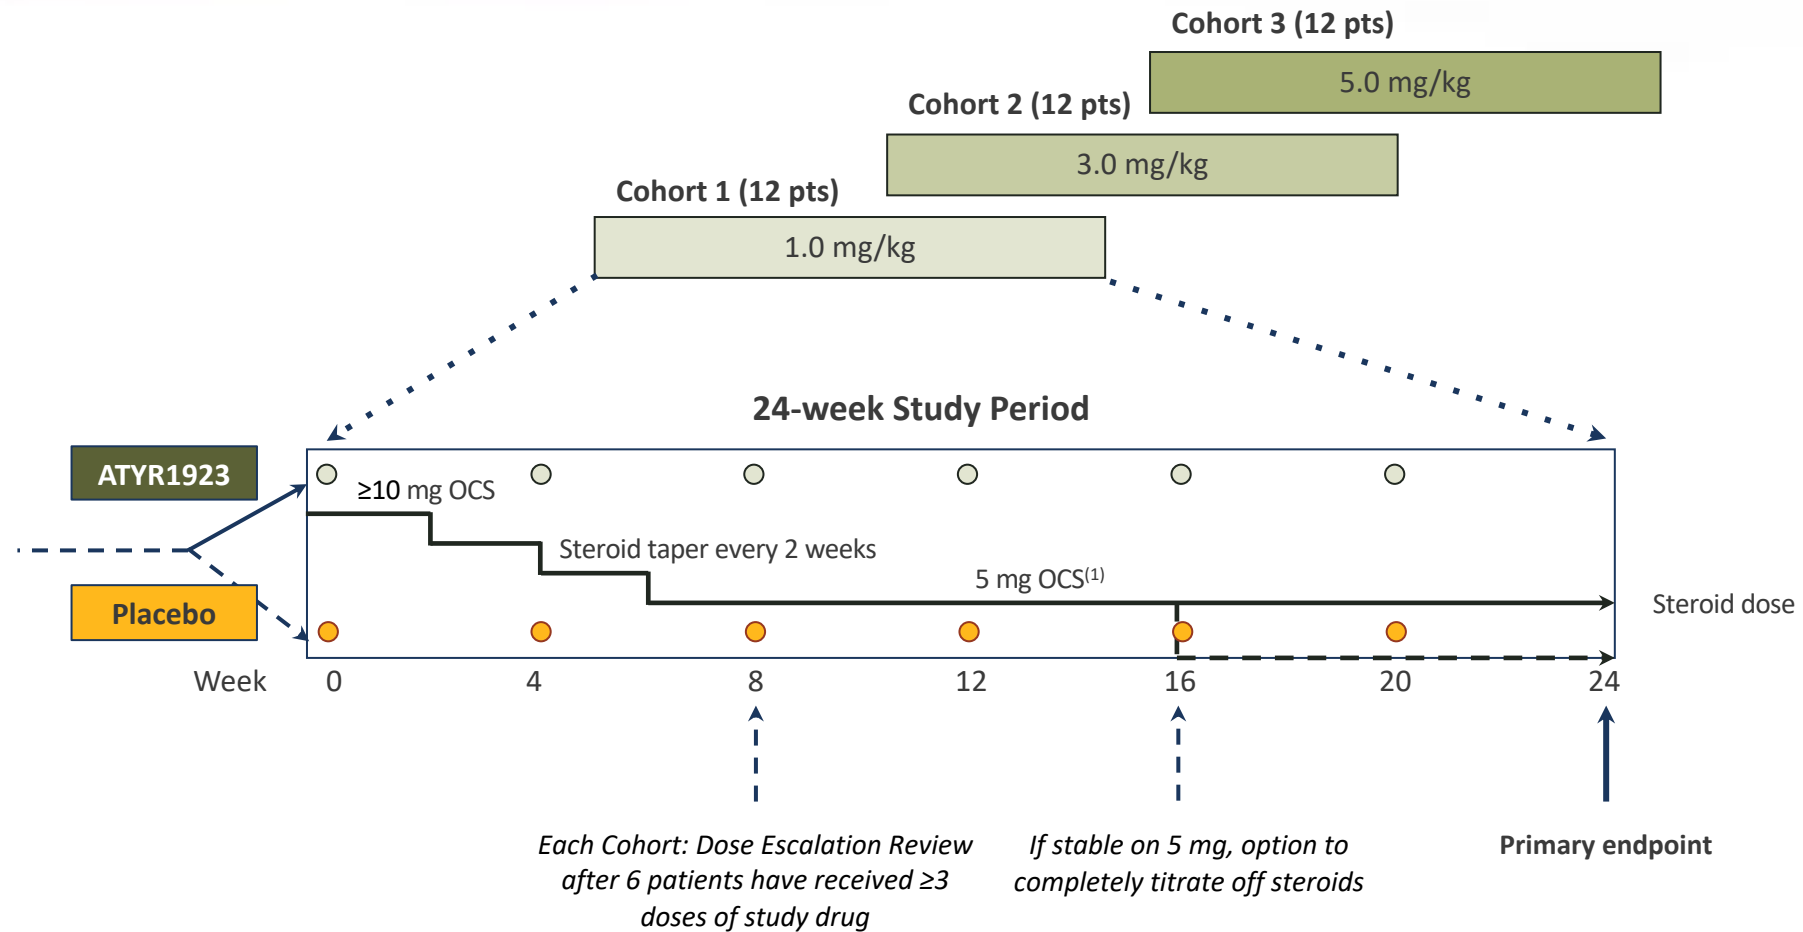 Cohort 3 (12 pts)
5.0 mg/kg
Cohort 2 (12 pts)
3.0 mg/kg
Cohort 1 (12 pts)
1.0 mg/kg
24-week Study Period
ATYR1923
≥10 mg OCS
Steroid taper every 2 weeks
5 mg OCS(1)
Placebo
Steroid dose
Week 0 4 8 12 16 20 24
Each Cohort: Dose Escalation Review
after 6 patients have received ≥3
doses of study drug
If stable on 5 mg, option to
completely titrate off steroids
Primary endpoint